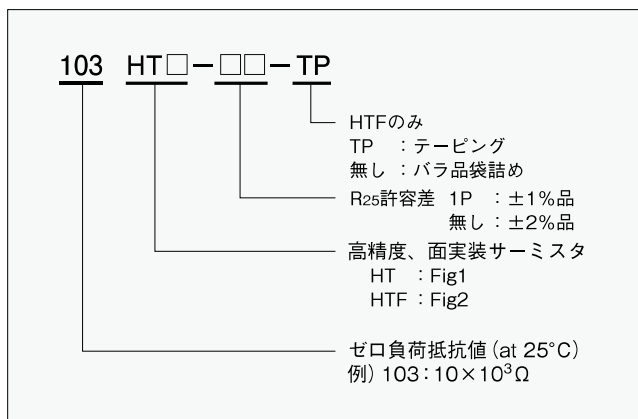 103 HT□-□□-TP
HTFのみ
TP :テーピング
無し:バラ品袋詰め
R25許容差 1P :±1%品
無し:±2%品
高精度、面実装サーミスタ
HT :Fig1
HTF:Fig2
ゼロ負荷抵抗値(at 25°C)
例)103:10×10³Ω